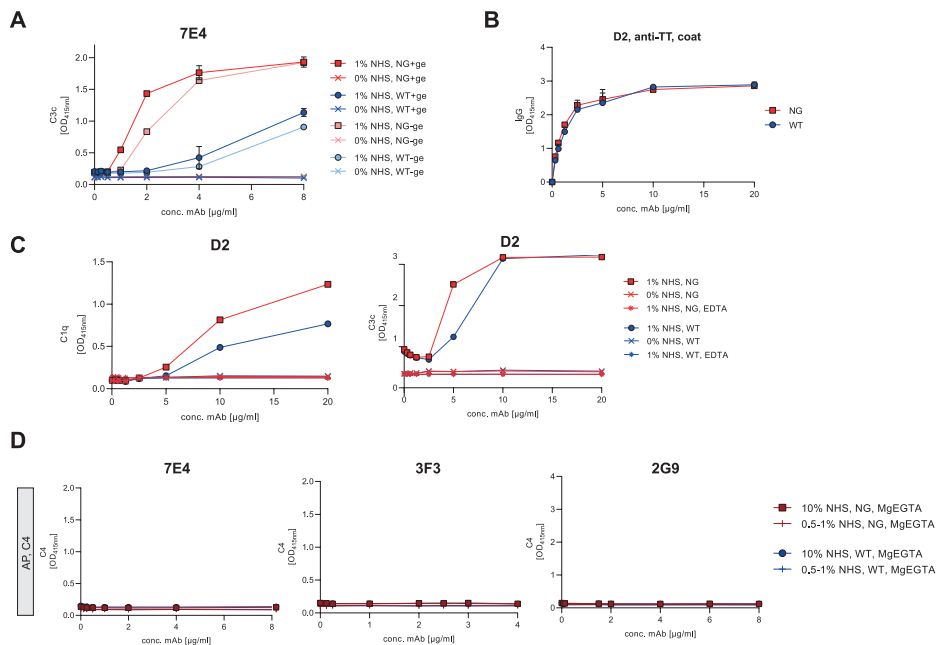 A
7E4
C3c
[OD415nm]
2.0
1.5
1.0
0.5
0.0
0
2
4
6
8
conc. mAb [µg/ml]
1% NHS, NG+ge
0% NHS, NG+ge
1% NHS, WT+ge
0% NHS, WT+ge
1% NHS, NG-ge
0% NHS, NG-ge
1% NHS, WT-ge
0% NHS, WT-ge
B
D2, anti-TT, coat
IgG
[OD415nm]
4
3
2
1
0
0
5
10
15
20
conc. mAb [µg/ml]
NG
WT
C
D2
C1q
[OD415nm]
1.5
1.0
0.5
0.0
0
5
10
15
20
conc. mAb [µg/ml]
D2
C3c
[OD415nm]
3
2
1
0
0
5
10
15
20
conc. mAb [µg/ml]
1% NHS, NG
0% NHS, NG
1% NHS, NG, EDTA
1% NHS, WT
0% NHS, WT
1% NHS, WT, EDTA
D
AP, C4
7E4
C4
[OD415nm]
2.0
1.5
1.0
0.5
0.0
0
2
4
6
8
conc. mAb [µg/ml]
3F3
C4
[OD415nm]
2.0
1.5
1.0
0.5
0.0
0
1
2
3
4
conc. mAb [µg/ml]
2G9
C4
[OD415nm]
4
3
2
1
0
0
2
4
6
8
conc. mAb [µg/ml]
10% NHS, NG, MgEGTA
0.5-1% NHS, NG, MgEGTA
10% NHS, WT, MgEGTA
0.5-1% NHS, WT, MgEGTA